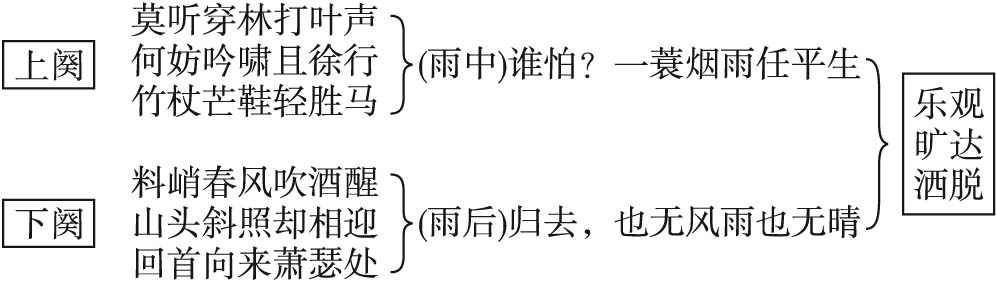 上阕
莫听穿林打叶声
何妨吟啸且徐行
竹杖芒鞋轻胜马
(雨中)谁怕？一蓑烟雨任平生
下阕
料峭春风吹酒醒
山头斜照却相迎
回首向来萧瑟处
(雨后)归去，也无风雨也无晴
乐观
旷达
洒脱